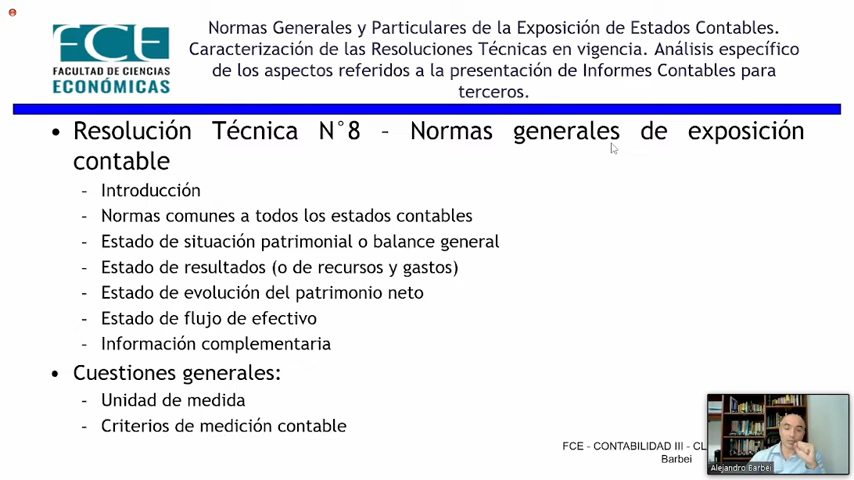 Normas Generales y Particulares de la Exposición de Estados Contables.
Caracterización de las Resoluciones Técnicas en vigencia. Análisis específico
de los aspectos referidos a la presentación de Informes Contables para
terceros.
FCE
FACULTAD DE CIENCIAS
ECONÓMICAS
• Resolución Técnica N°8 – Normas generales de exposición
contable
- Introducción
- Normas comunes a todos los estados contables
- Estado de situación patrimonial o balance general
- Estado de resultados (o de recursos y gastos)
- Estado de evolución del patrimonio neto
- Estado de flujo de efectivo
- Información complementaria
• Cuestiones generales:
- Unidad de medida
- Criterios de medición contable
FCE - CONTABILIDAD III - CL
Barbei
Alejandro Barbei